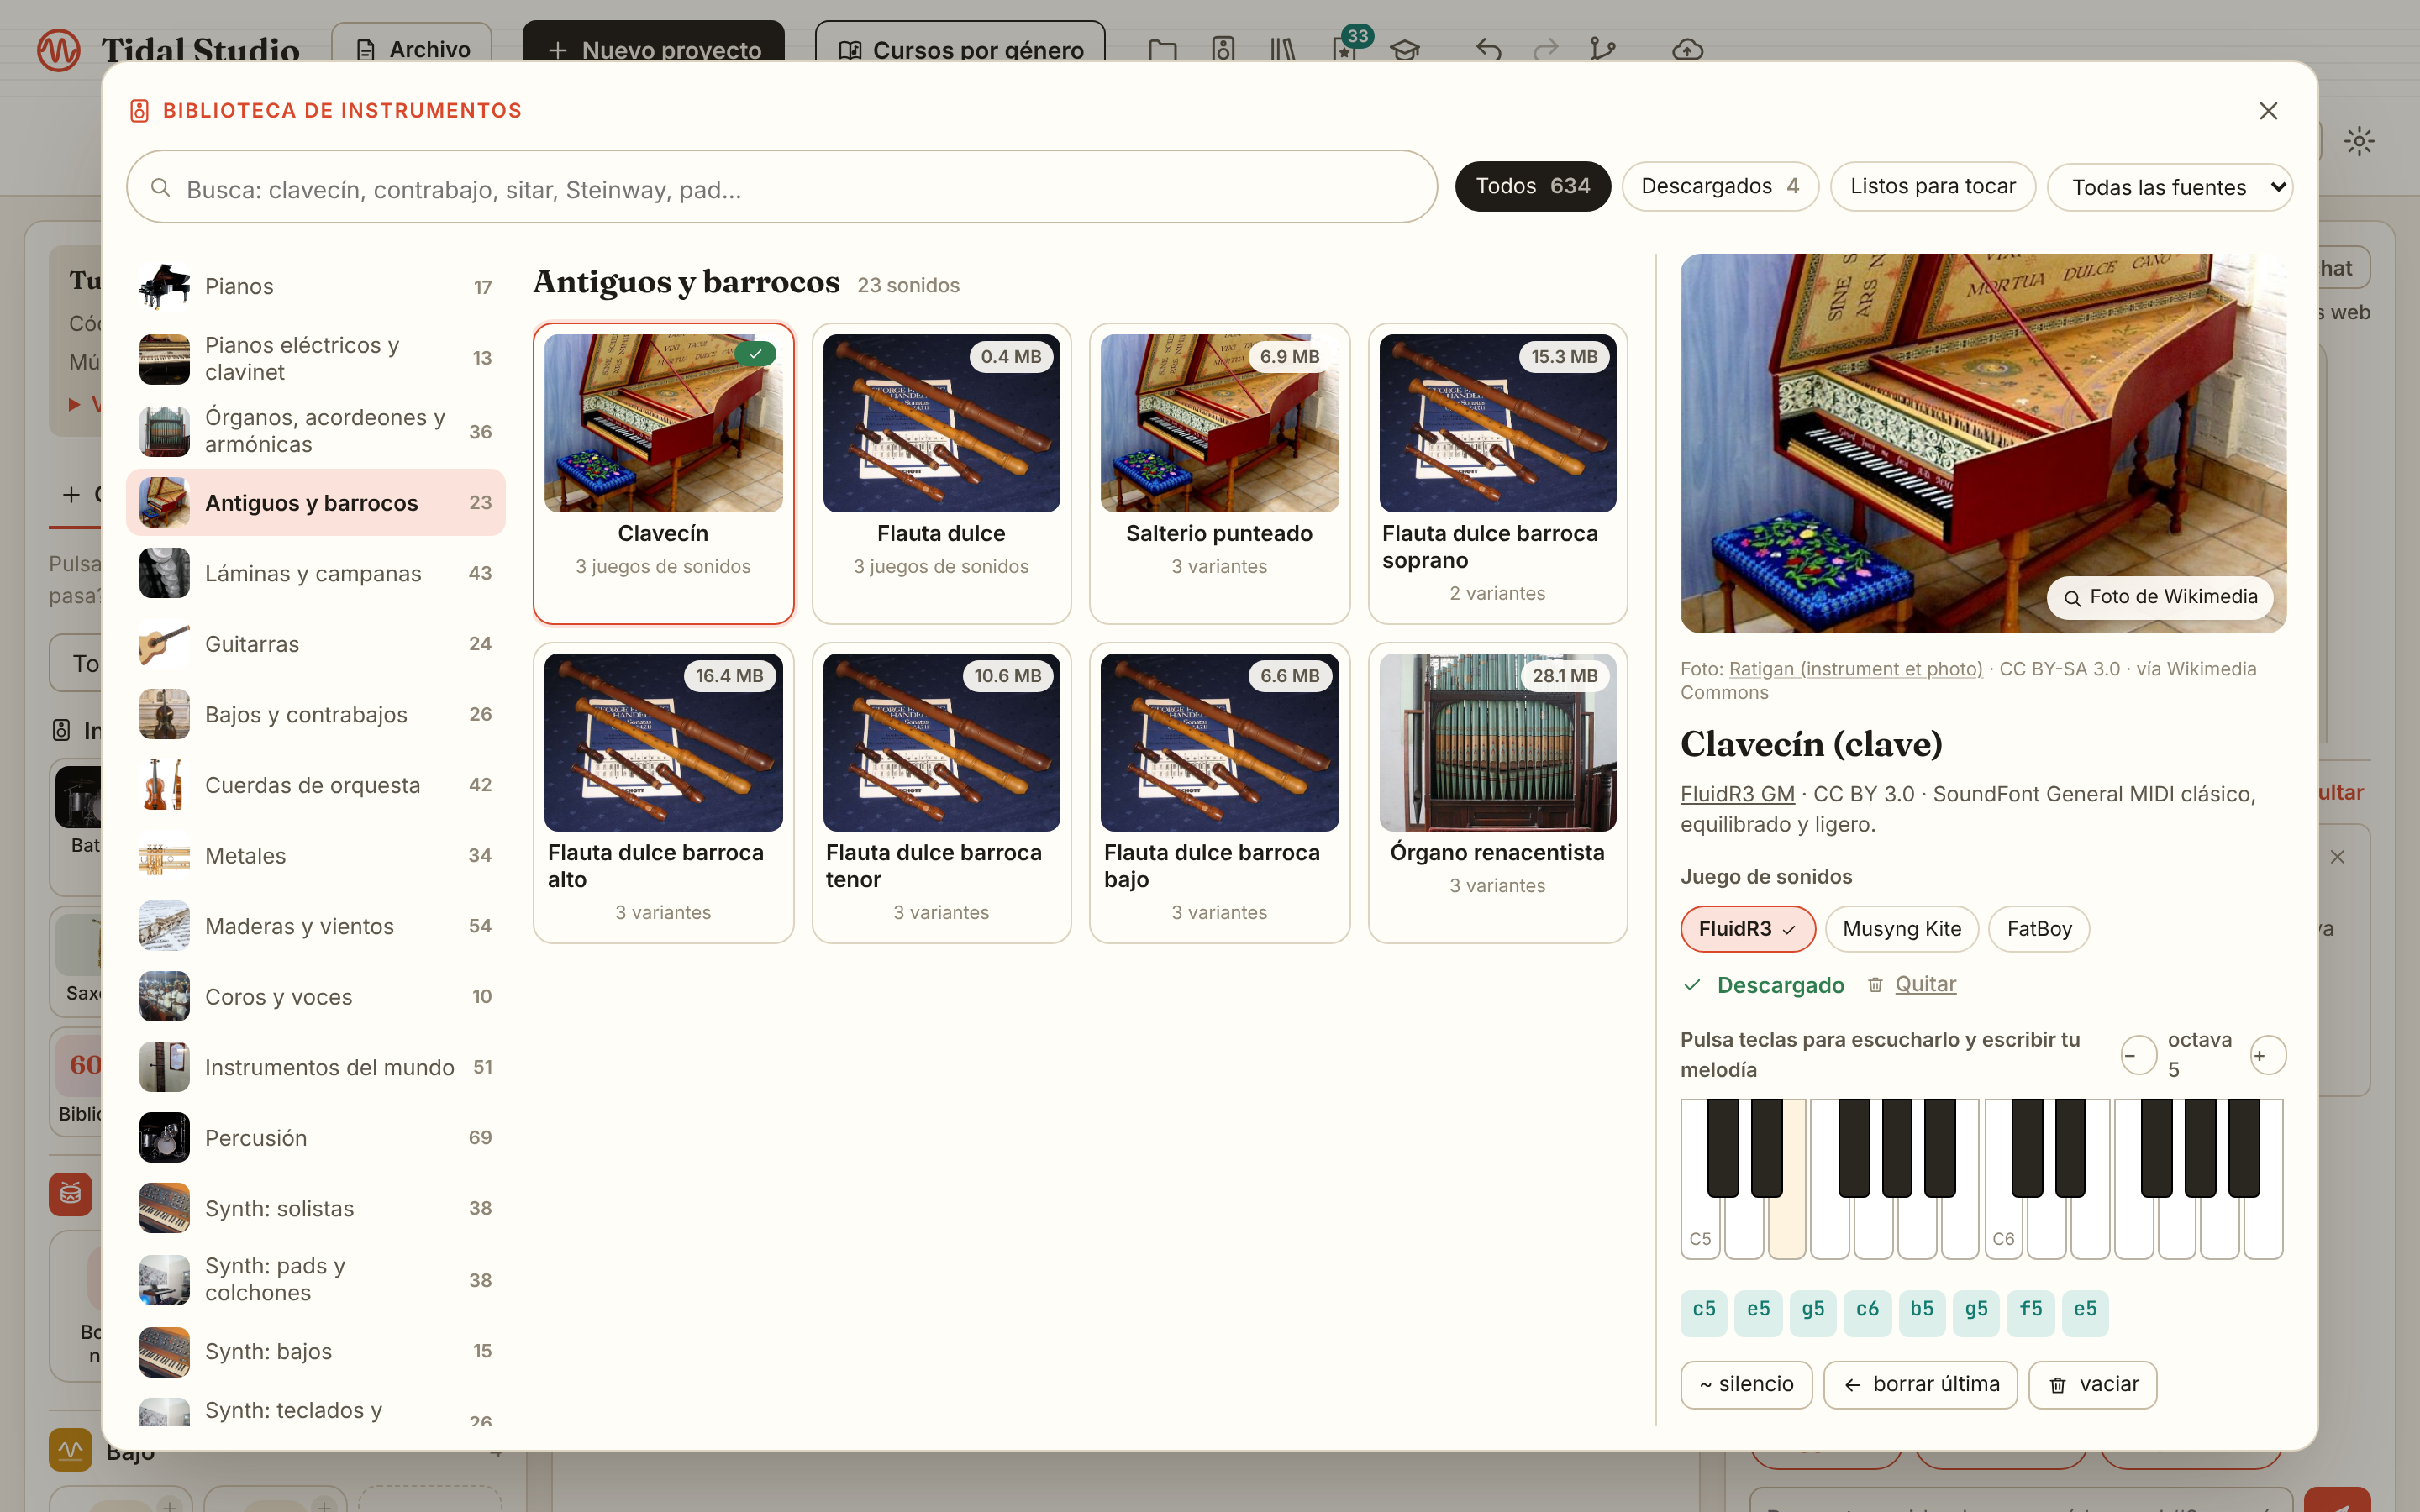 Tidal Studio
Archivo
Nuevo proyecto
Cursos por género
33
BIBLIOTECA DE INSTRUMENTOS
Busca: clavecín, contrabajo, sitar, Steinway, pad...
Todos 634
Descargados 4
Listos para tocar
Todas las fuentes
Pianos 17
Pianos eléctricos y
clavinet
13
Órganos, acordeones y
armónicas
36
Antiguos y barrocos 23
Láminas y campanas 43
Guitarras 24
Bajos y contrabajos 26
Cuerdas de orquesta 42
Metales 34
Maderas y vientos 54
Coros y voces 10
Instrumentos del mundo 51
Percusión 69
Synth: solistas 38
Synth: pads y
colchones
38
Synth: bajos 15
Synth: teclados y
26
Antiguos y barrocos 23 sonidos
Clavecín
3 juegos de sonidos
0.4 MB
Flauta dulce
3 juegos de sonidos
6.9 MB
Salterio punteado
3 variantes
15.3 MB
Flauta dulce barroca
soprano
2 variantes
16.4 MB
Flauta dulce barroca
alto
3 variantes
10.6 MB
Flauta dulce barroca
tenor
3 variantes
6.6 MB
Flauta dulce barroca
bajo
3 variantes
28.1 MB
Órgano renacentista
3 variantes
SINE
ARS
MORTUA DULCE CANO
Foto de Wikimedia
Foto: Ratigan (instrument et photo) · CC BY-SA 3.0 · vía Wikimedia
Commons
Clavecín (clave)
FluidR3 GM · CC BY 3.0 · SoundFont General MIDI clásico,
equilibrado y ligero.
Juego de sonidos
FluidR3
Musyng Kite
FatBoy
Descargado
Quitar
Pulsa teclas para escucharlo y escribir tu
melodía
− octava
5
+
C5
C6
c5 e5 g5 c6 b5 g5 f5 e5
~ silencio
← borrar última
vaciar
Pulsa
pasa?
60
Bajo
web